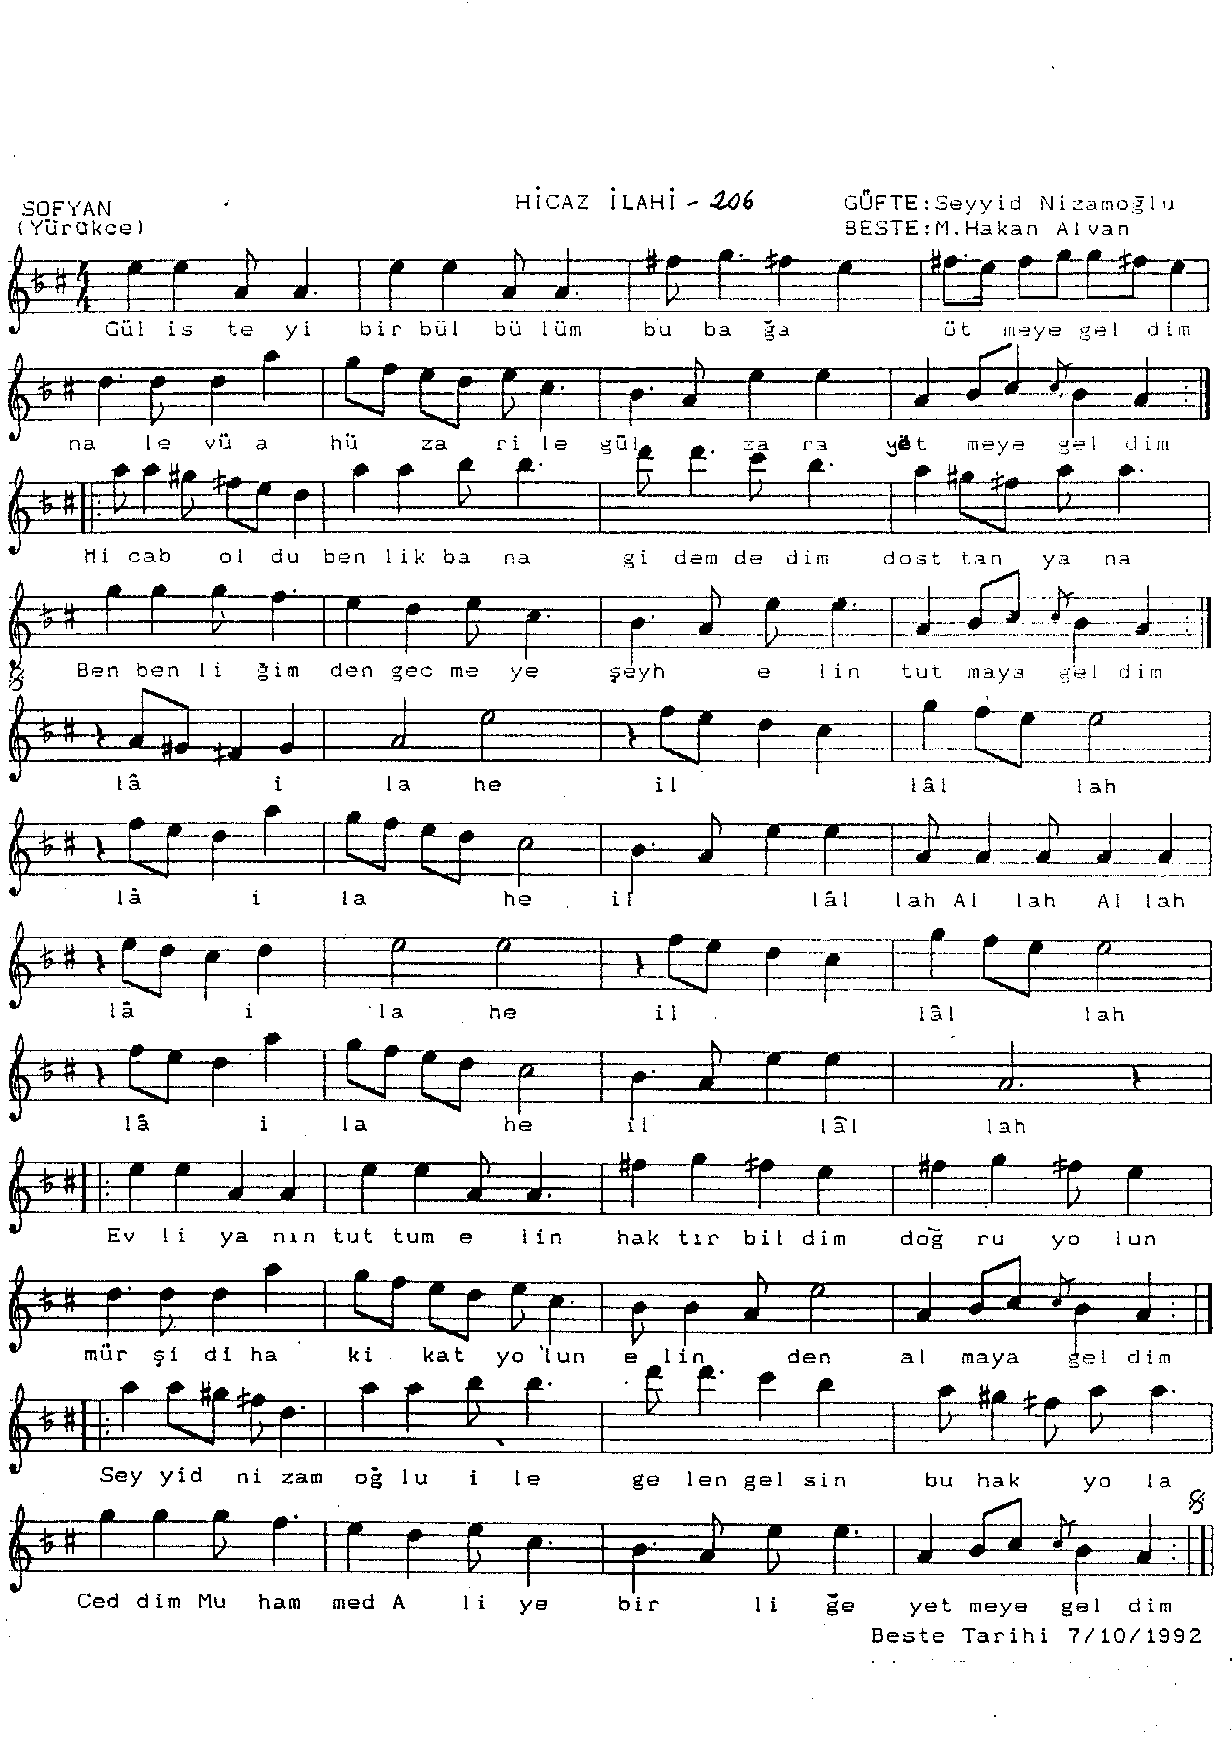 HİCAZ İLAHİ - 206
SOFYAN
(Yürükce)
GÜFTE:Seyyid Nizamoğlu
BESTE:M.Hakan Alvan
4 4
Gül is te yi bir bül bü lüm bu ba ğa üt meye gel dim
na le vü a hü za ri le gül za ra yet meye gel dim
Hi cab ol du ben lik ba na gi dem de dim dost tan ya na
Ben ben li ğim den gec me ye şeyh e lin tut maya gel dim
lâ i la he il lâl lah
lâ i la he il lâl lah Al lah Al lah
lâ i la he il lâl lah
lâ i la he il lâl lah
Ev li ya nın tut tum e lin hak tır bil dim doğ ru yo lun
mür şi di ha ki kat yo lun e lin den al maya gel dim
Sey yid ni zam oğ lu i le ge len gel sin bu hak yo la
Ced dim Mu ham med A li ye bir li ğe yet meye gel dim
Beste Tarihi 7/10/1992